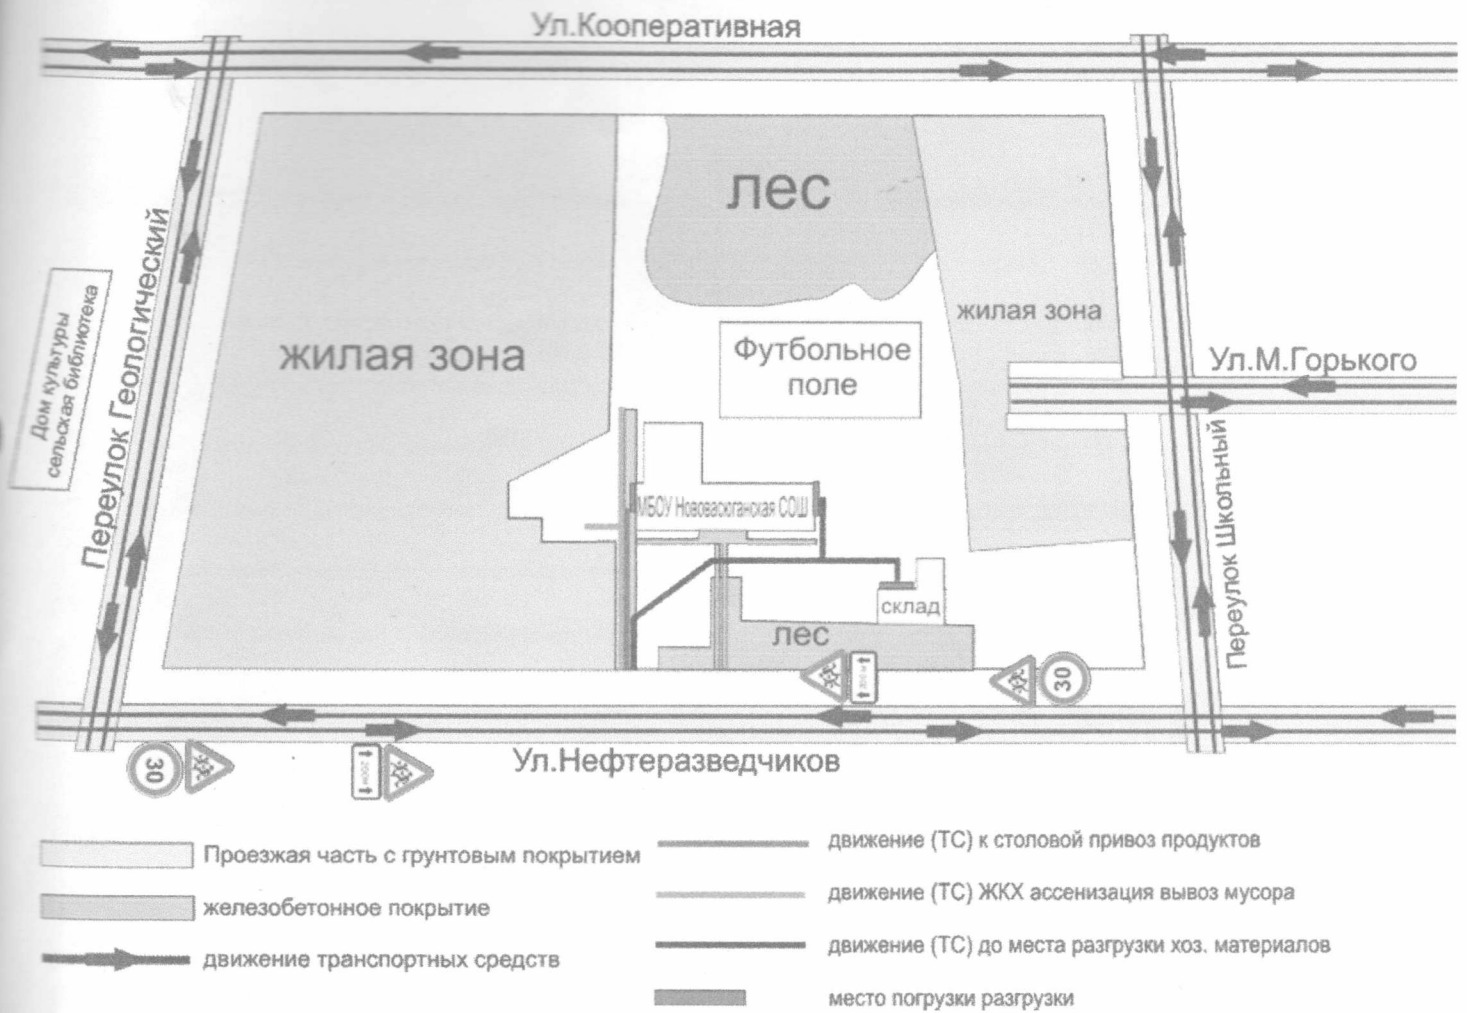 Ул.Кооперативная
лес
жилая зона
жилая зона
Футбольное
поле
Ул.М.Горького
Дом культуры
сельская библиотека
Переулок Геологический
МБОУ Нововасюганская СОШ
Переулок Школьный
склад
лес
200 м
30
Ул.Нефтеразведчиков
30
200м
Проезжая часть с грунтовым покрытием
железобетонное покрытие
движение транспортных средств
движение (ТС) к столовой привоз продуктов
движение (ТС) ЖКХ ассенизация вывоз мусора
движение (ТС) до места разгрузки хоз. материалов
место погрузки разгрузки